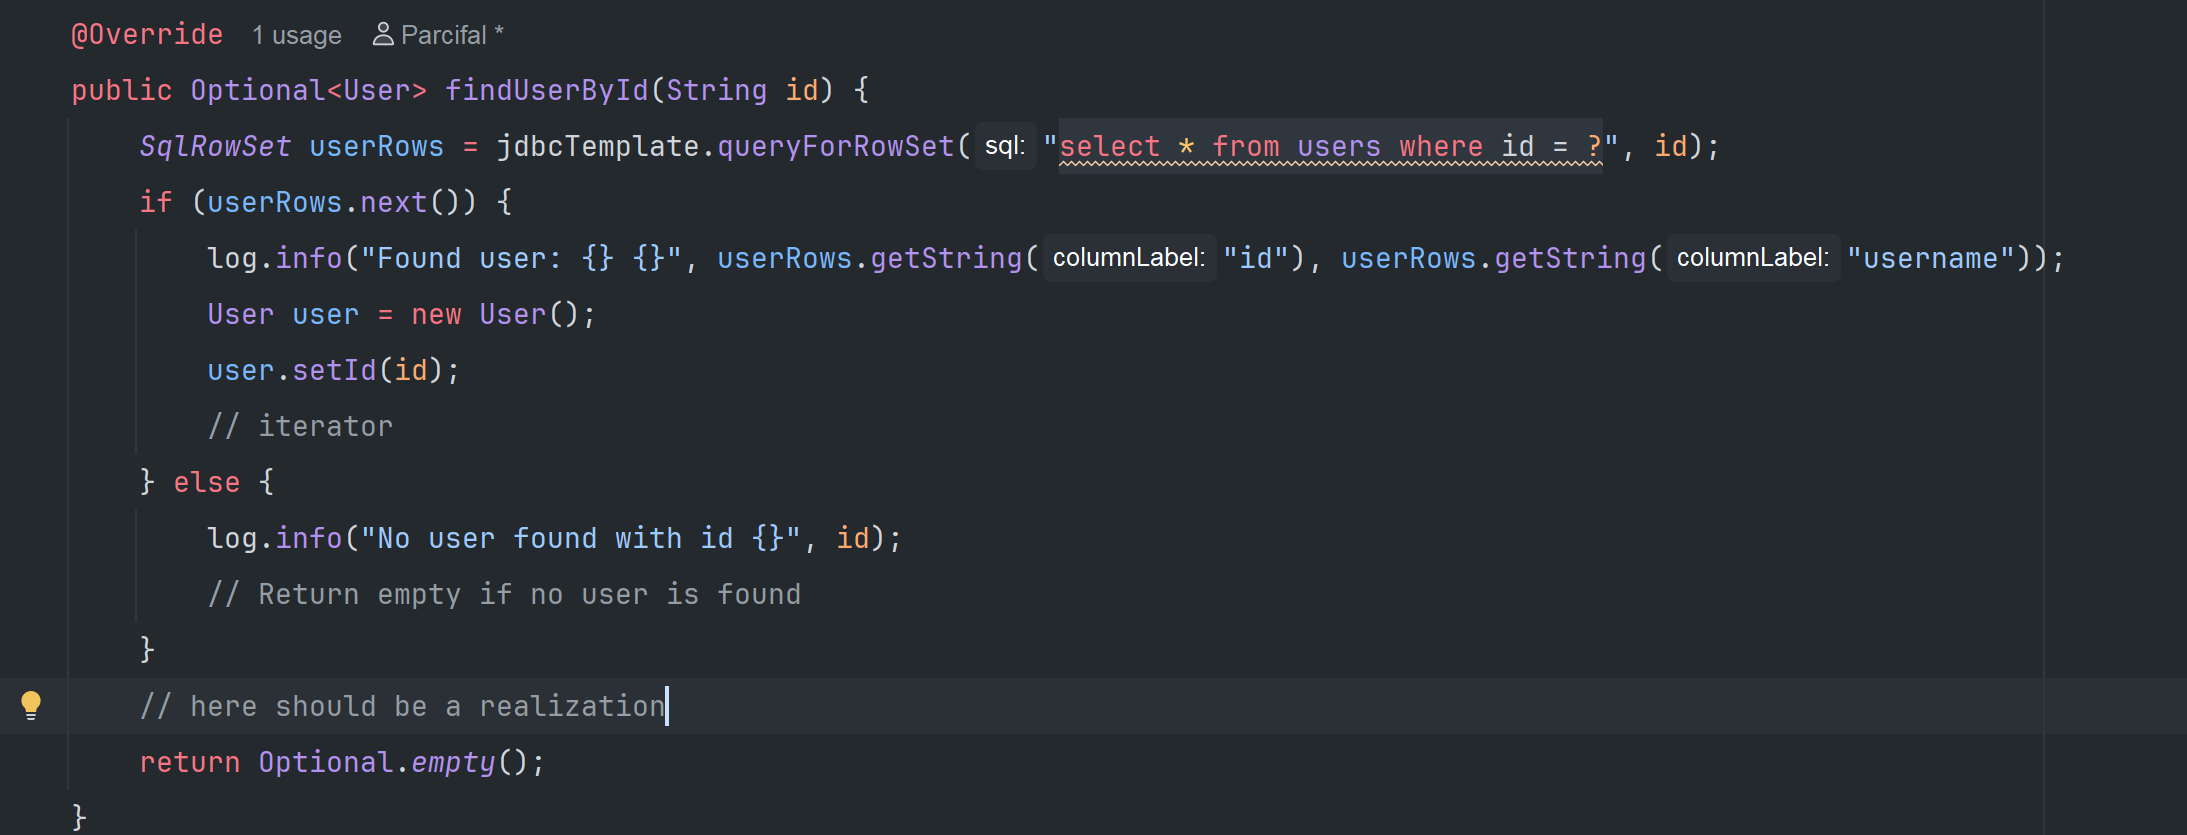 @Override 1 usage Parcifal *
public Optional<User> findUserById(String id) {
SqlRowSet userRows = jdbcTemplate.queryForRowSet( sql: "select * from users where id = ?", id);
if (userRows.next()) {
log.info("Found user: {} {}", userRows.getString( columnLabel: "id"), userRows.getString( columnLabel: "username"));
User user = new User();
user.setId(id);
// iterator
} else {
log.info("No user found with id {}", id);
// Return empty if no user is found
}
// here should be a realization
return Optional.empty();
}